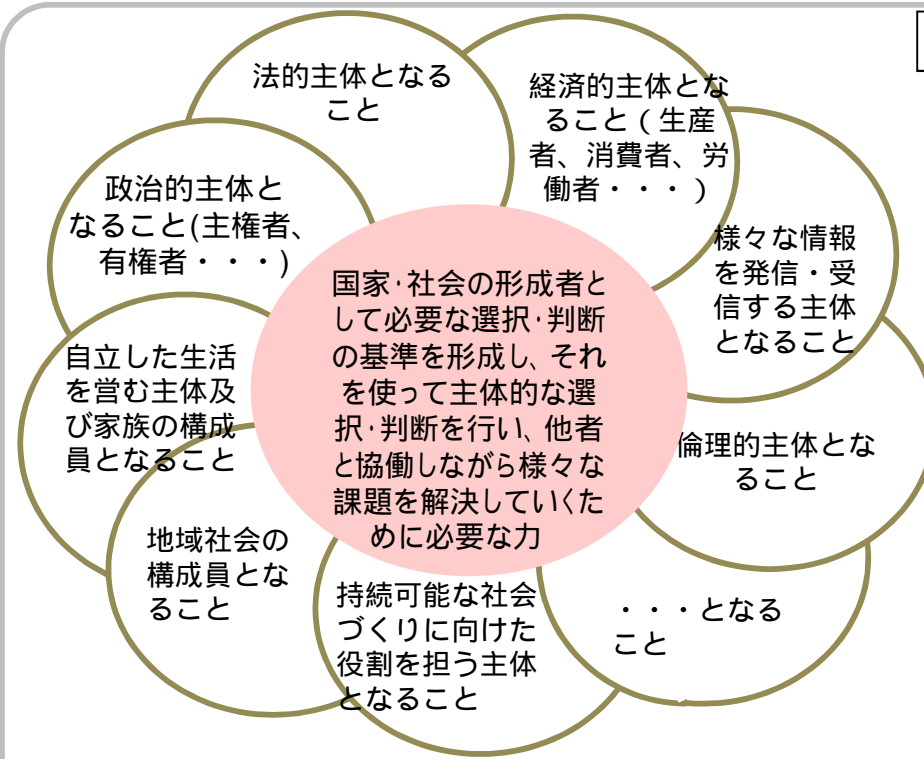 法的主体となる
こと
経済的主体とな
ること(生産
者、消費者、労
働者・・・)
政治的主体と
なること(主権者、
有権者・・・)
様々な情報
を発信・受
信する主体
となること
国家・社会の形成者と
して必要な選択・判断
の基準を形成し、それ
を使って主体的な選
択・判断を行い、他者
と協働しながら様々な
課題を解決していくた
めに必要な力
自立した生活
を営む主体及
び家族の構成
員となること
倫理的主体とな
ること
地域社会の
構成員とな
ること
持続可能な社会
づくりに向けた
役割を担う主体
となること
・・・となる
こと